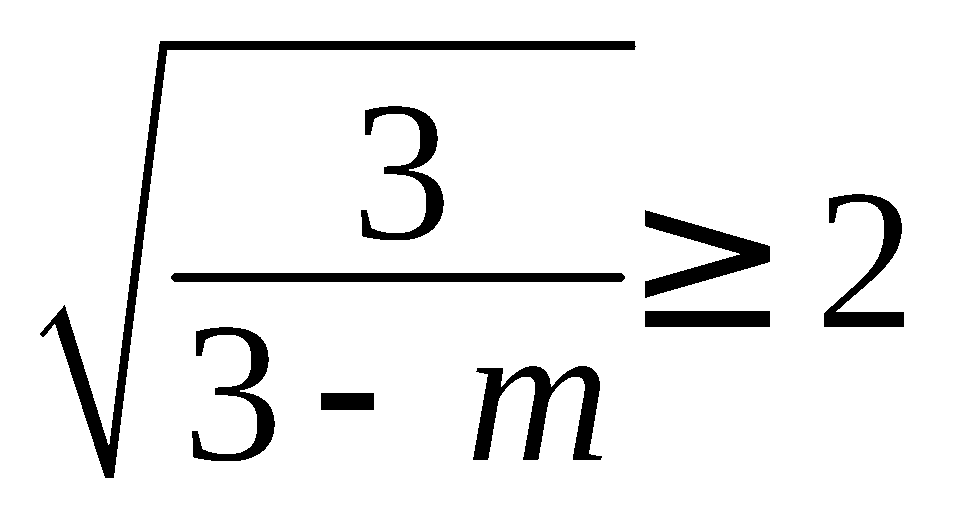 √(3/(3- m)) ≥ 2